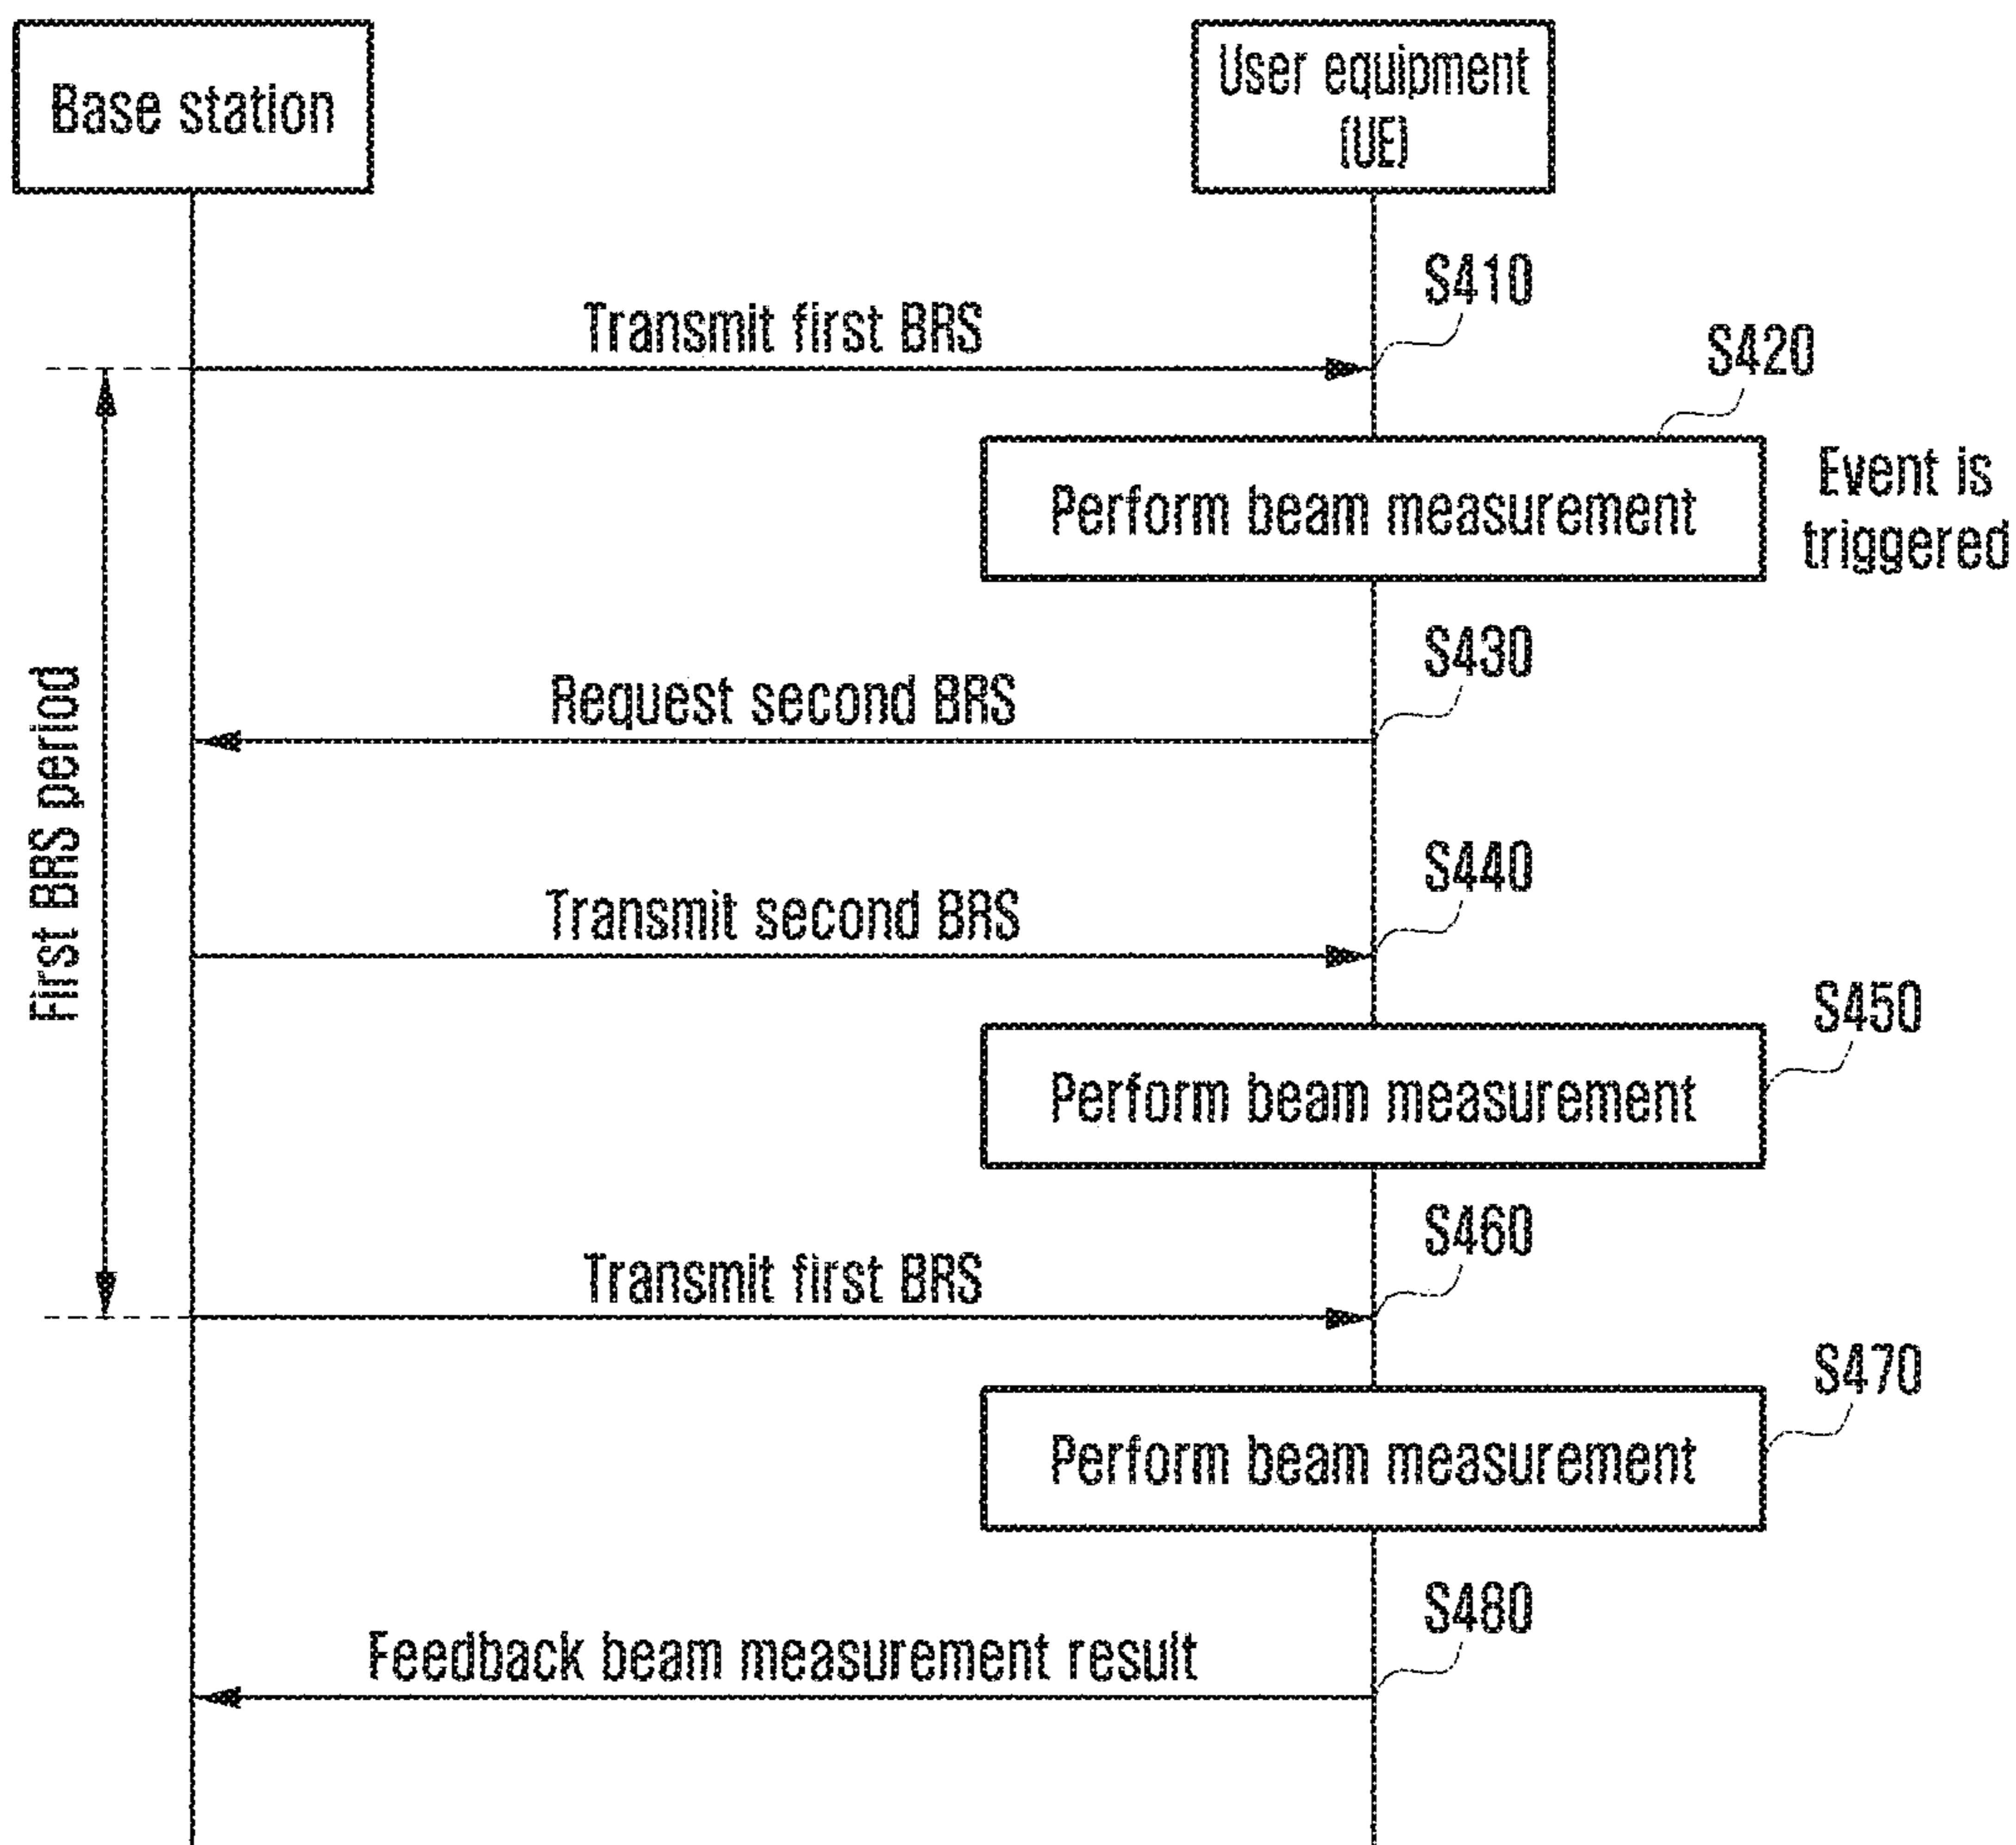 Base station
User equipment
(UE)
S410
Transmit first BRS
S420
Perform beam measurement
Event is
triggered
S430
Request second BRS
First BRS period
S440
Transmit second BRS
S450
Perform beam measurement
S460
Transmit first BRS
S470
Perform beam measurement
S480
Feedback beam measurement result